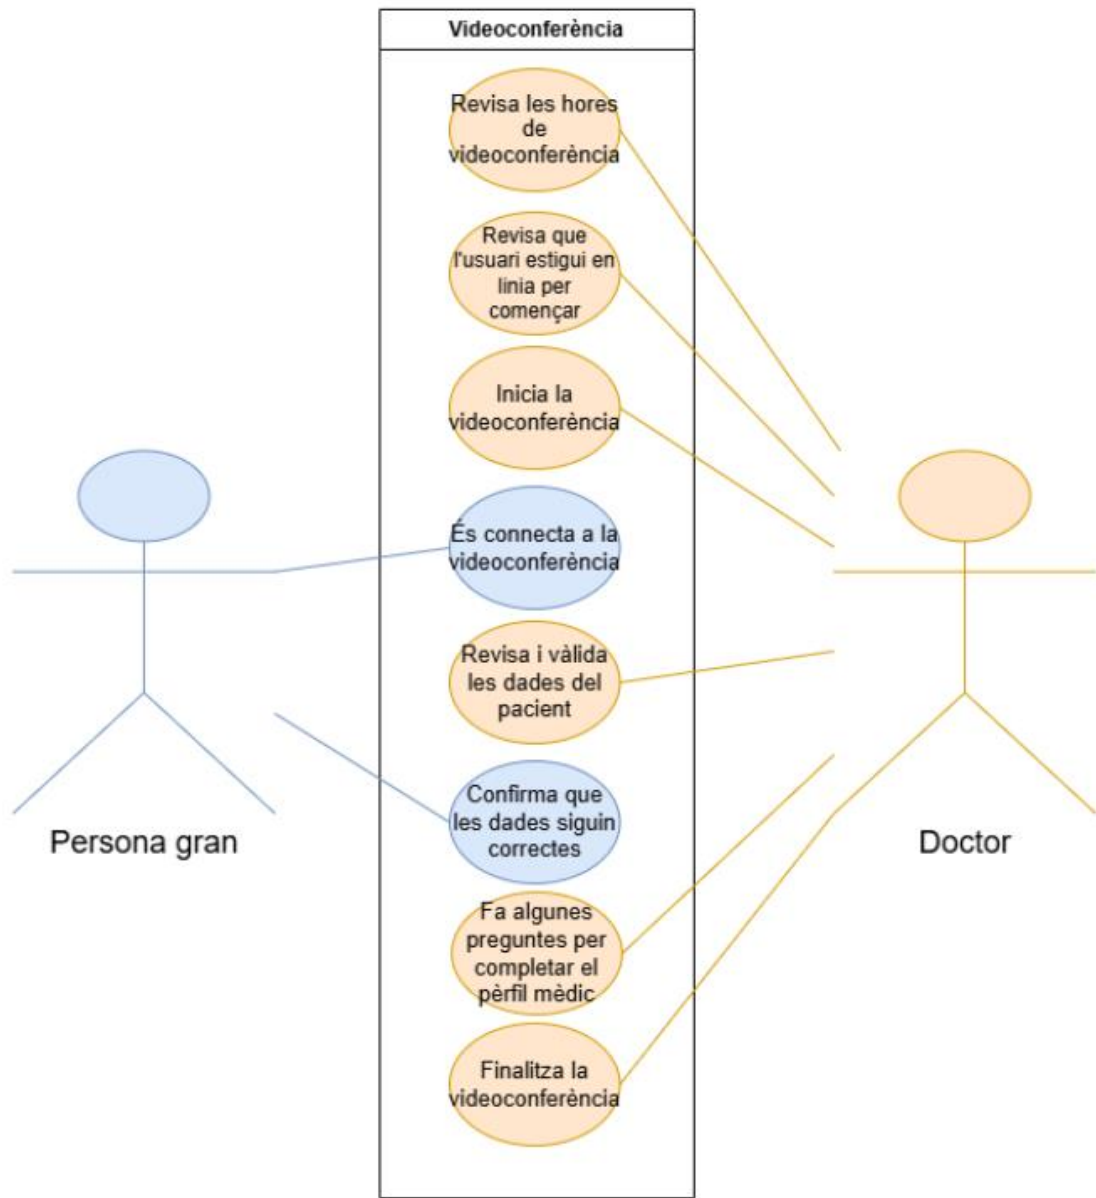 Videoconferència
Revisa les hores
de
videoconferència
Revisa que
l'usuari estigui en
linia per
començar
Inicia la
videoconferència
És connecta a la
videoconferència
Revisa i vàlida
les dades del
pacient
Confirma que
les dades siguin
correctes
Fa algunes
preguntes per
completar el
pèrfil mèdic
Finalitza la
videoconferència
Persona gran
Doctor